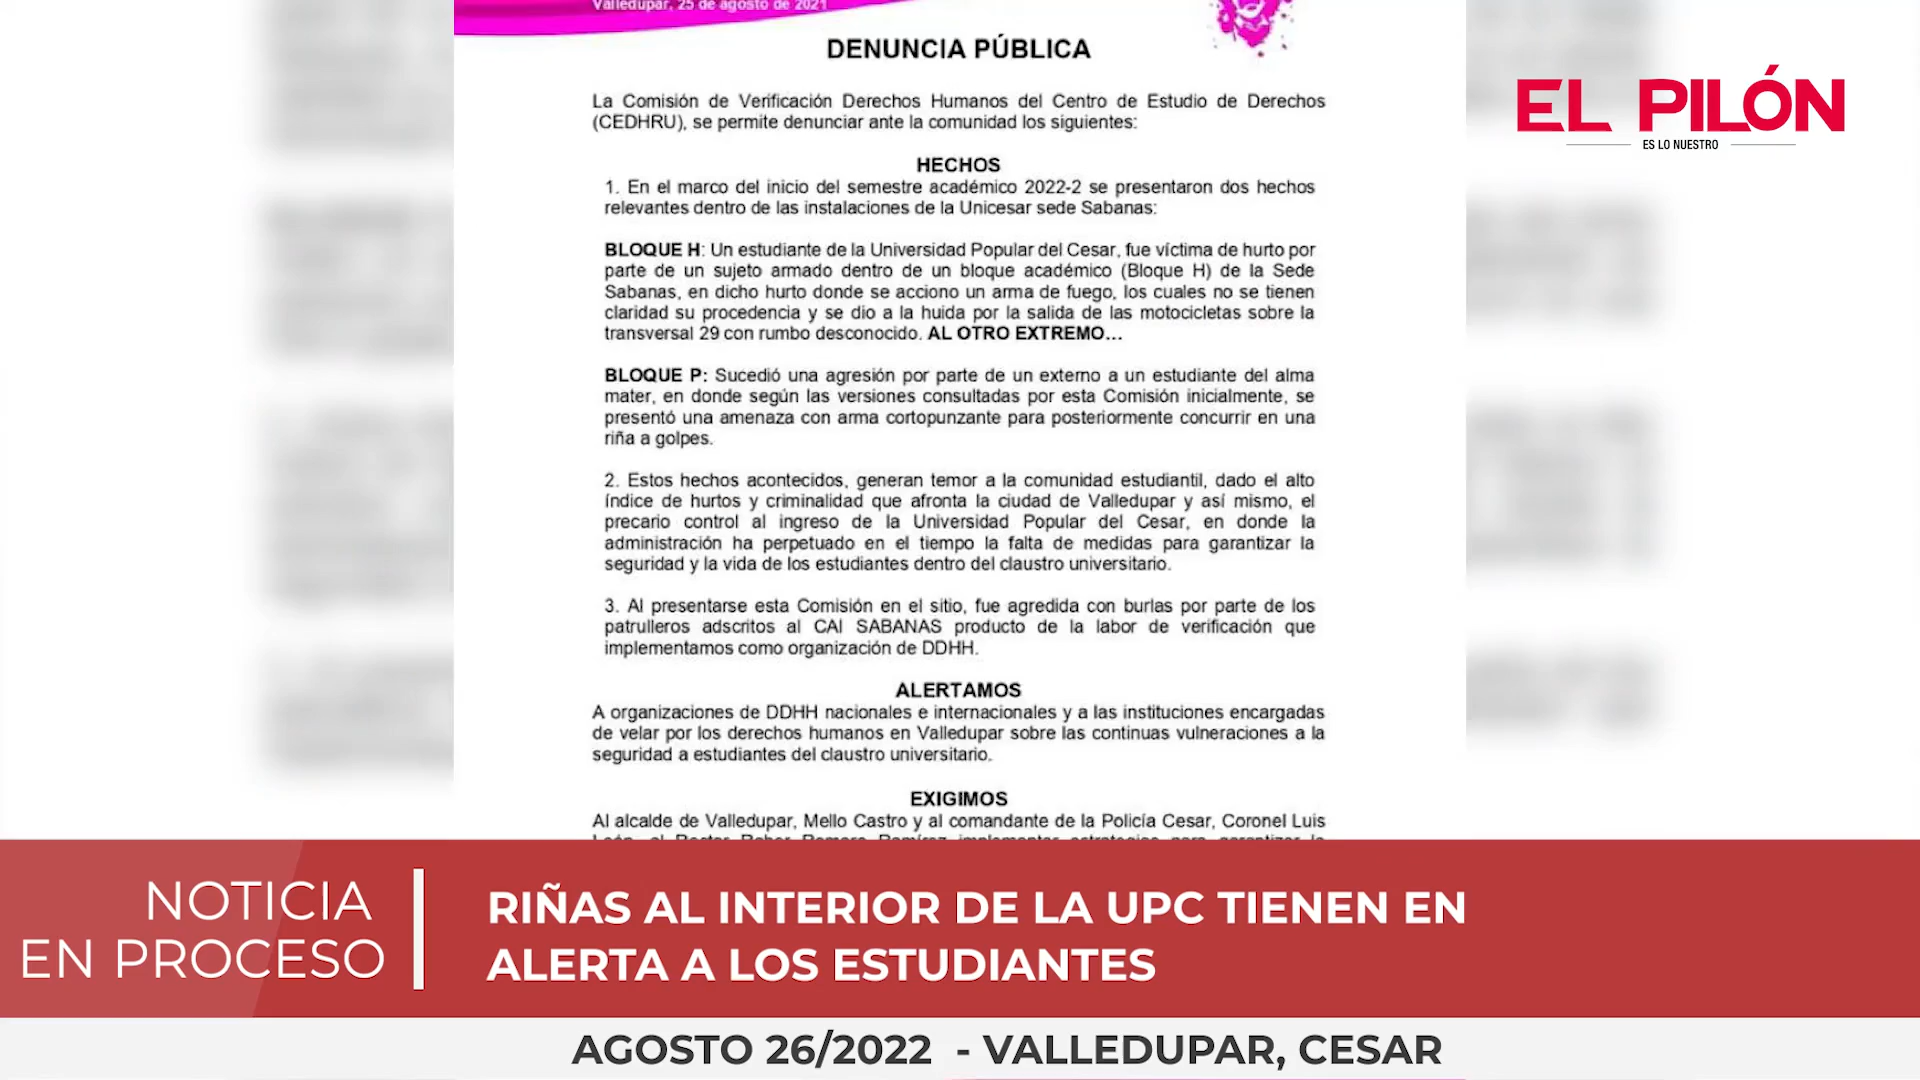 Valledupar, 25 de agosto de 2021
DENUNCIA PÚBLICA
La Comisión de Verificación Derechos Humanos del Centro de Estudio de Derechos
(CEDHRU), se permite denunciar ante la comunidad los siguientes:
HECHOS
1. En el marco del inicio del semestre académico 2022-2 se presentaron dos hechos
relevantes dentro de las instalaciones de la Unicesar sede Sabanas:
BLOQUE H: Un estudiante de la Universidad Popular del Cesar, fue víctima de hurto por
parte de un sujeto armado dentro de un bloque académico (Bloque H) de la Sede
Sabanas, en dicho hurto donde se acciono un arma de fuego, los cuales no se tienen
claridad su procedencia y se dio a la huida por la salida de las motocicletas sobre la
transversal 29 con rumbo desconocido. AL OTRO EXTREMO...
BLOQUE P: Sucedió una agresión por parte de un externo a un estudiante del alma
mater, en donde según las versiones consultadas por esta Comisión inicialmente, se
presentó una amenaza con arma cortopunzante para posteriormente concurrir en una
riña a golpes.
2. Estos hechos acontecidos, generan temor a la comunidad estudiantil, dado el alto
índice de hurtos y criminalidad que afronta la ciudad de Valledupar y así mismo, el
precario control al ingreso de la Universidad Popular del Cesar, en donde la
administración ha perpetuado en el tiempo la falta de medidas para garantizar la
seguridad y la vida de los estudiantes dentro del claustro universitario.
3. Al presentarse esta Comisión en el sitio, fue agredida con burlas por parte de los
patrulleros adscritos al CAI SABANAS producto de la labor de verificación que
implementamos como organización de DDHH.
ALERTAMOS
A organizaciones de DDHH nacionales e internacionales y a las instituciones encargadas
de velar por los derechos humanos en Valledupar sobre las continuas vulneraciones a la
seguridad a estudiantes del claustro universitario.
EXIGIMOS
Al alcalde de Valledupar, Mello Castro y al comandante de la Policía Cesar, Coronel Luis
EL PILÓN
ES LO NUESTRO
NOTICIA
EN PROCESO
RIÑAS AL INTERIOR DE LA UPC TIENEN EN
ALERTA A LOS ESTUDIANTES
AGOSTO 26/2022 - VALLEDUPAR, CESAR